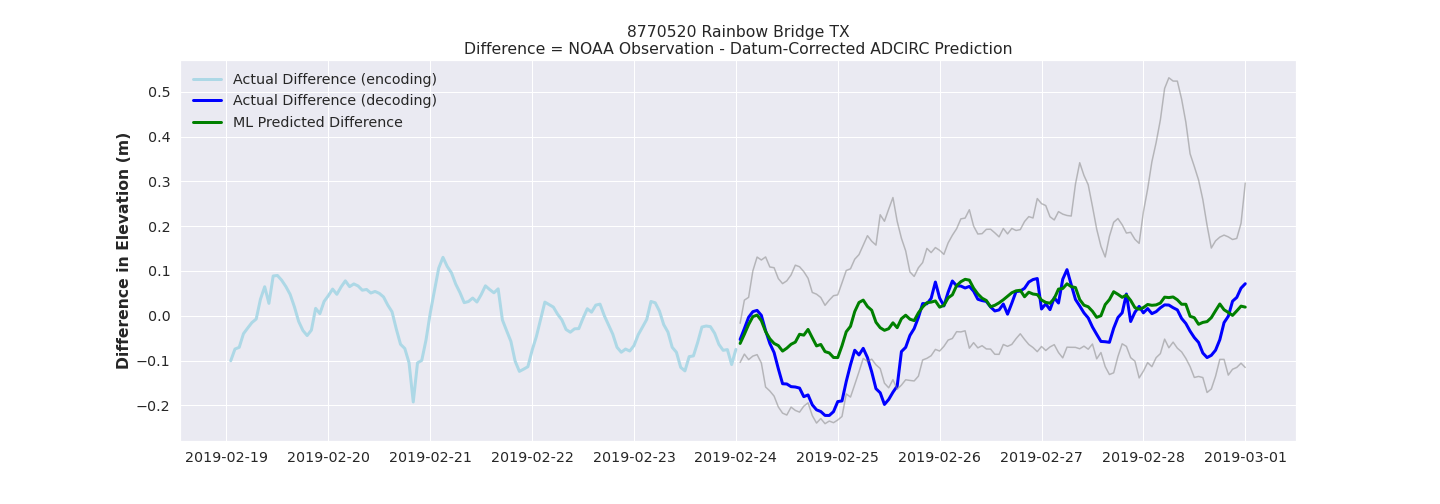 8770520 Rainbow Bridge TX
Difference = NOAA Observation - Datum-Corrected ADCIRC Prediction
Actual Difference (encoding)
Actual Difference (decoding)
ML Predicted Difference
Difference in Elevation (m)
0.5
0.4
0.3
0.2
0.1
0.0
−0.1
−0.2
2019-02-19 2019-02-20 2019-02-21 2019-02-22 2019-02-23 2019-02-24 2019-02-25 2019-02-26 2019-02-27 2019-02-28 2019-03-01